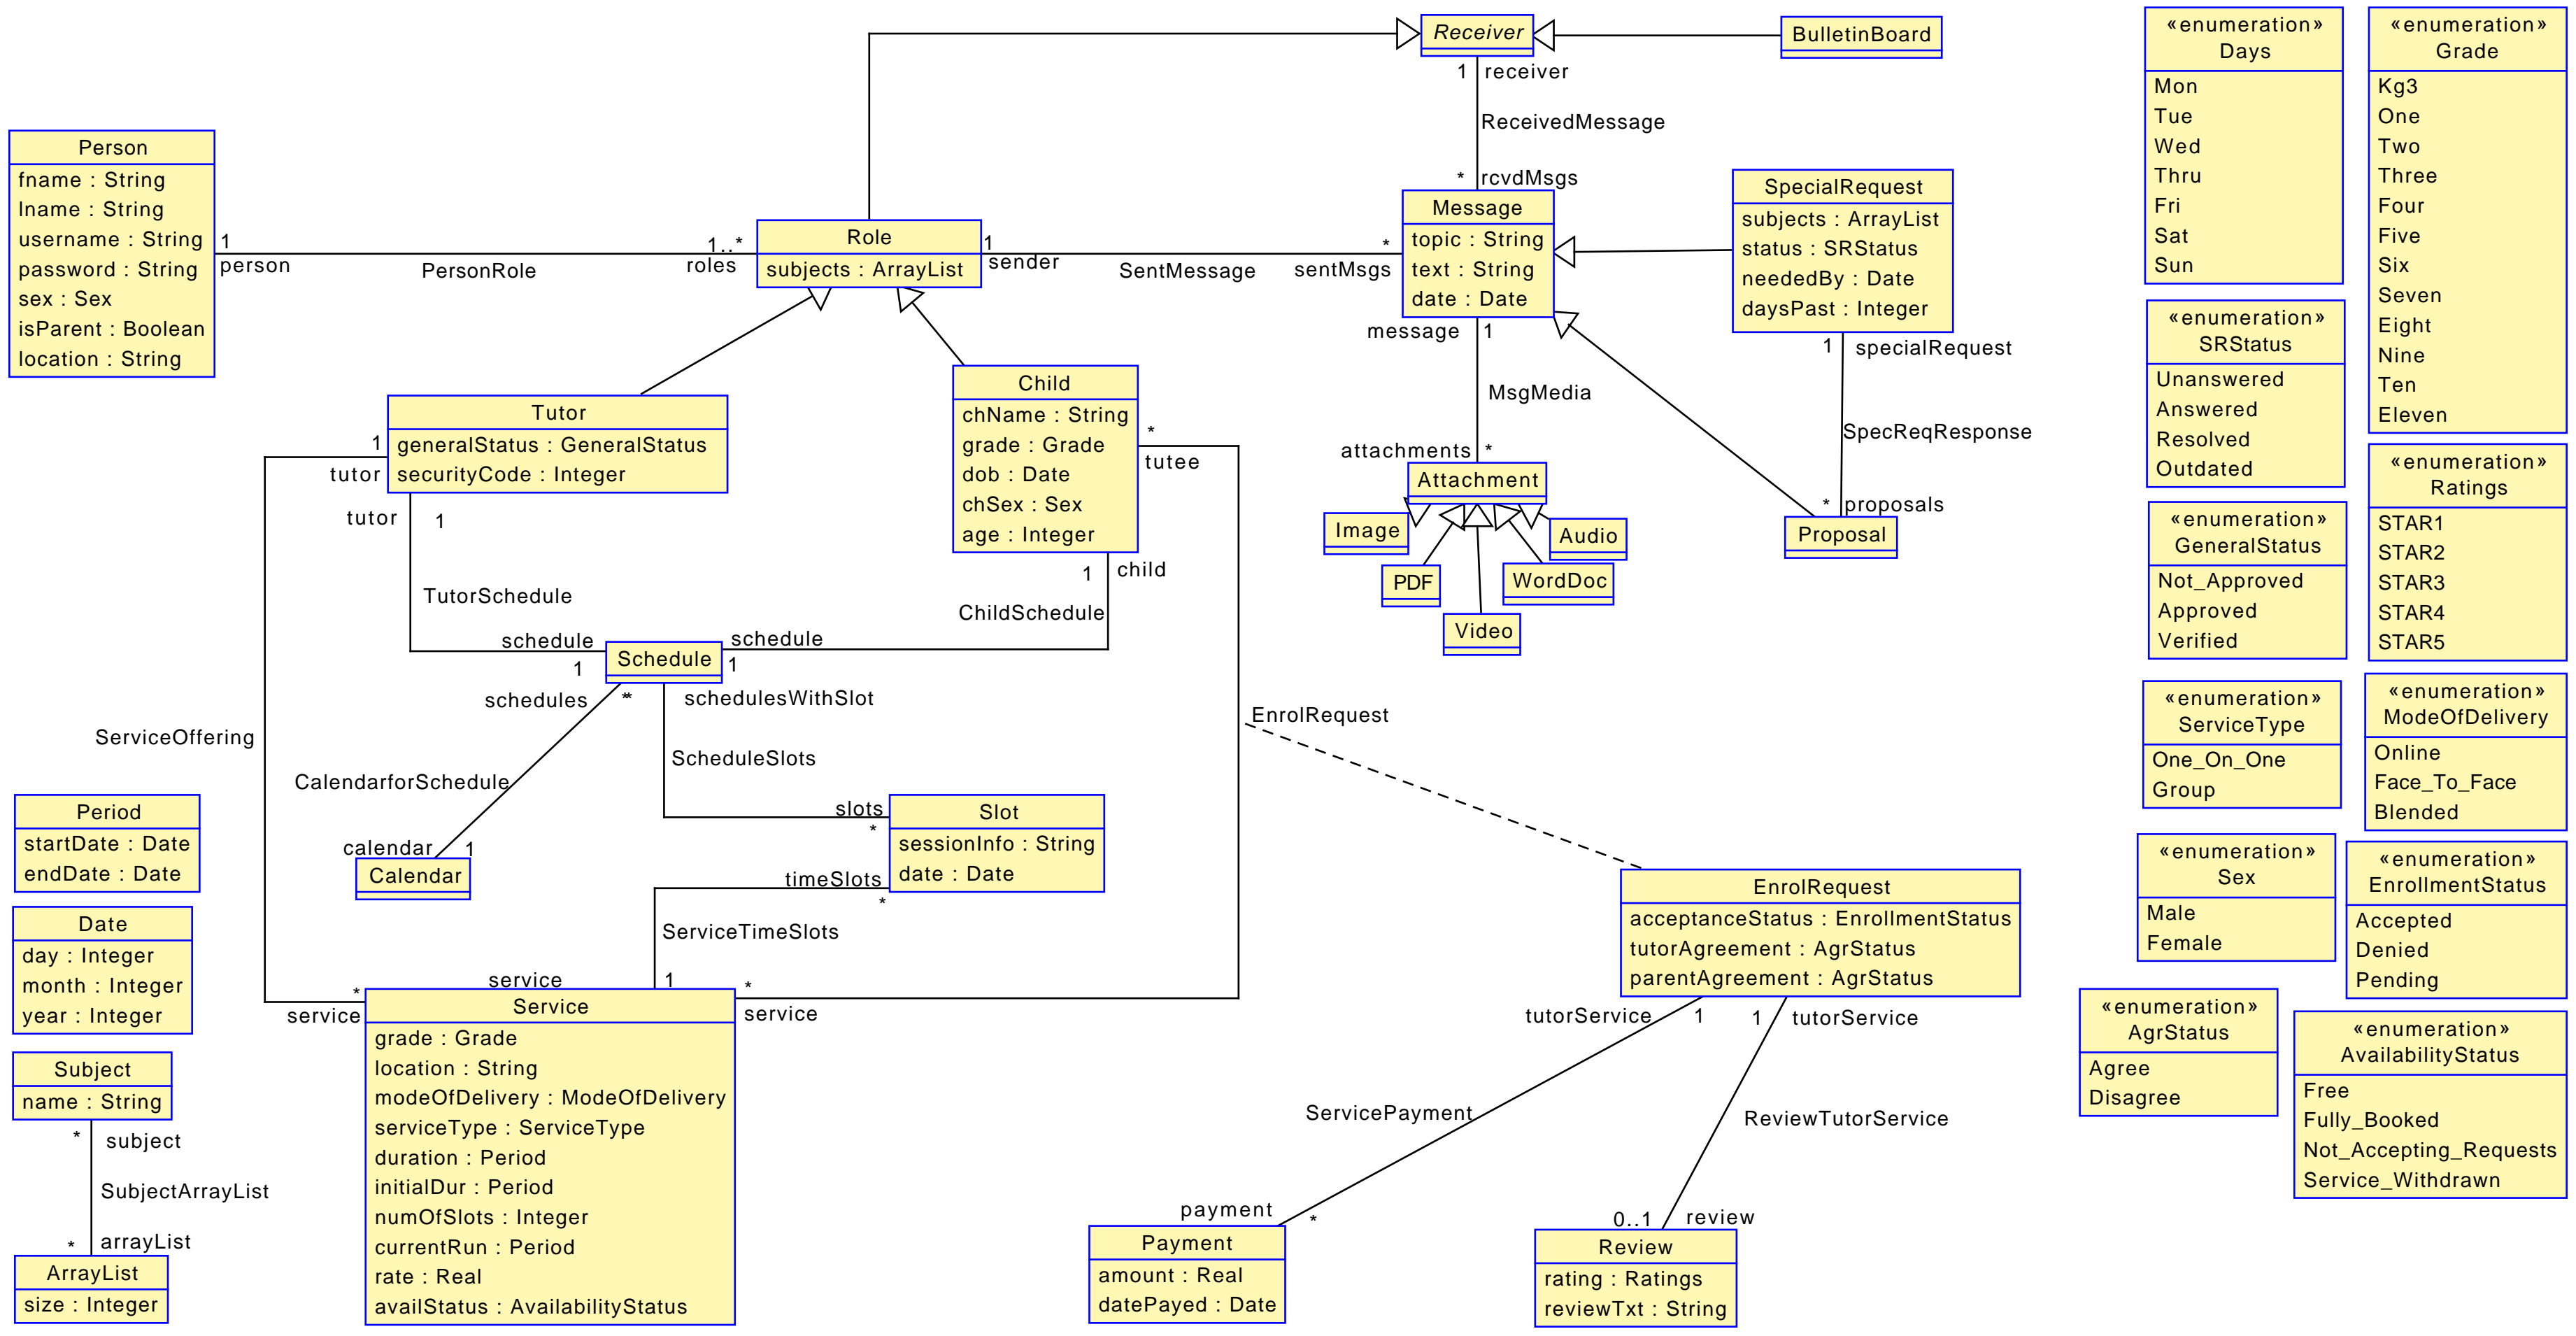 Receiver
BulletinBoard
1 receiver
ReceivedMessage
* rcvdMsgs
Person
fname : String
lname : String
username : String
password : String
sex : Sex
isParent : Boolean
location : String
1
person
PersonRole
1..*
roles
Role
subjects : ArrayList
1
sender
SentMessage
*
sentMsgs
Message
topic : String
text : String
date : Date
SpecialRequest
subjects : ArrayList
status : SRStatus
neededBy : Date
daysPast : Integer
message 1
MsgMedia
attachments *
1 specialRequest
SpecReqResponse
* proposals
Proposal
Attachment
Image
PDF
Video
WordDoc
Audio
Tutor
generalStatus : GeneralStatus
securityCode : Integer
1
tutor
tutor 1
TutorSchedule
schedule
1
Child
chName : String
grade : Grade
dob : Date
chSex : Sex
age : Integer
*
tutee
1 child
ChildSchedule
schedule
1
Schedule
schedules **
schedulesWithSlot
ServiceOffering
CalendarforSchedule
ScheduleSlots
EnrolRequest
calendar 1
Calendar
slots
*
Slot
sessionInfo : String
date : Date
timeSlots
*
ServiceTimeSlots
service 1
*
service
*
service
Period
startDate : Date
endDate : Date
Date
day : Integer
month : Integer
year : Integer
Subject
name : String
* subject
SubjectArrayList
* arrayList
ArrayList
size : Integer
Service
grade : Grade
location : String
modeOfDelivery : ModeOfDelivery
serviceType : ServiceType
duration : Period
initialDur : Period
numOfSlots : Integer
currentRun : Period
rate : Real
availStatus : AvailabilityStatus
EnrolRequest
acceptanceStatus : EnrollmentStatus
tutorAgreement : AgrStatus
parentAgreement : AgrStatus
tutorService 1
1 tutorService
ServicePayment
ReviewTutorService
payment *
0..1 review
Payment
amount : Real
datePayed : Date
Review
rating : Ratings
reviewTxt : String
«enumeration»
Days
Mon
Tue
Wed
Thru
Fri
Sat
Sun
«enumeration»
Grade
Kg3
One
Two
Three
Four
Five
Six
Seven
Eight
Nine
Ten
Eleven
«enumeration»
SRStatus
Unanswered
Answered
Resolved
Outdated
«enumeration»
Ratings
STAR1
STAR2
STAR3
STAR4
STAR5
«enumeration»
GeneralStatus
Not_Approved
Approved
Verified
«enumeration»
ServiceType
One_On_One
Group
«enumeration»
ModeOfDelivery
Online
Face_To_Face
Blended
«enumeration»
Sex
Male
Female
«enumeration»
EnrollmentStatus
Accepted
Denied
Pending
«enumeration»
AgrStatus
Agree
Disagree
«enumeration»
AvailabilityStatus
Free
Fully_Booked
Not_Accepting_Requests
Service_Withdrawn